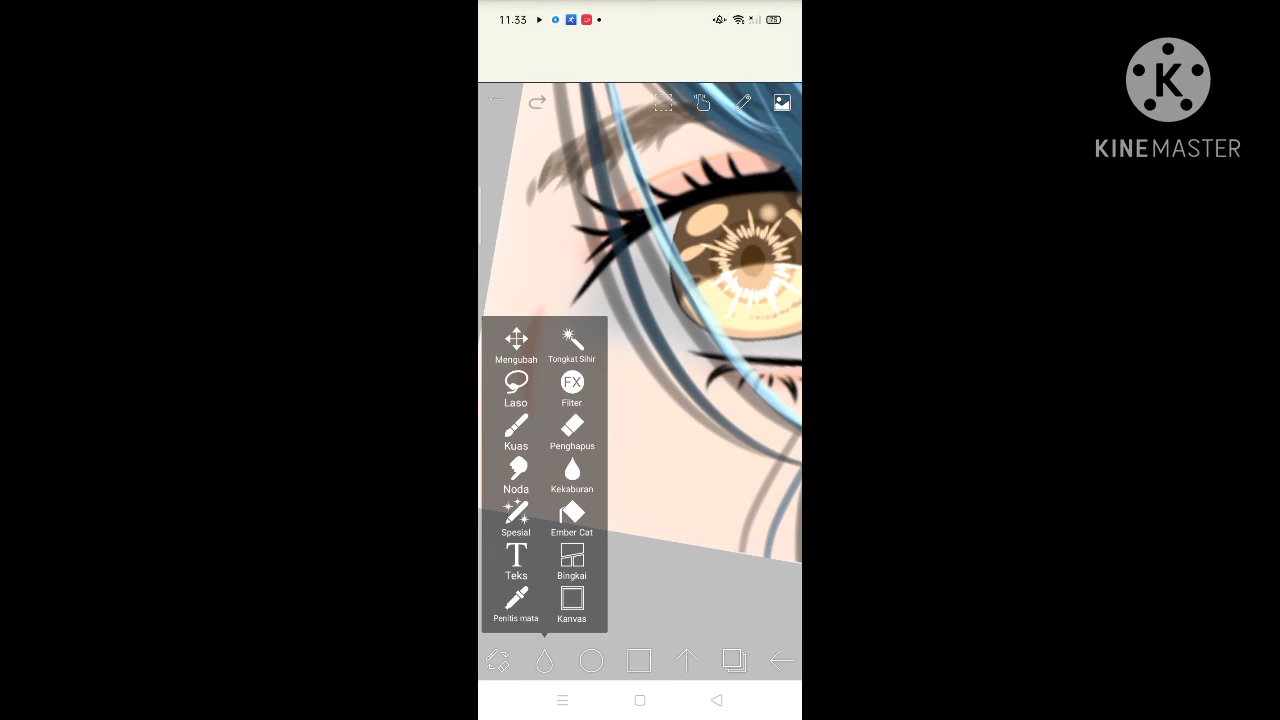 11.33
75
K
KINEMASTER
Mengubah
Tongkat Sihir
Laso
FX
Filter
Kuas
Penghapus
Noda
Kekaburan
Spesial
Ember Cat
T
Teks
Bingkai
Penitis mata
Kanvas